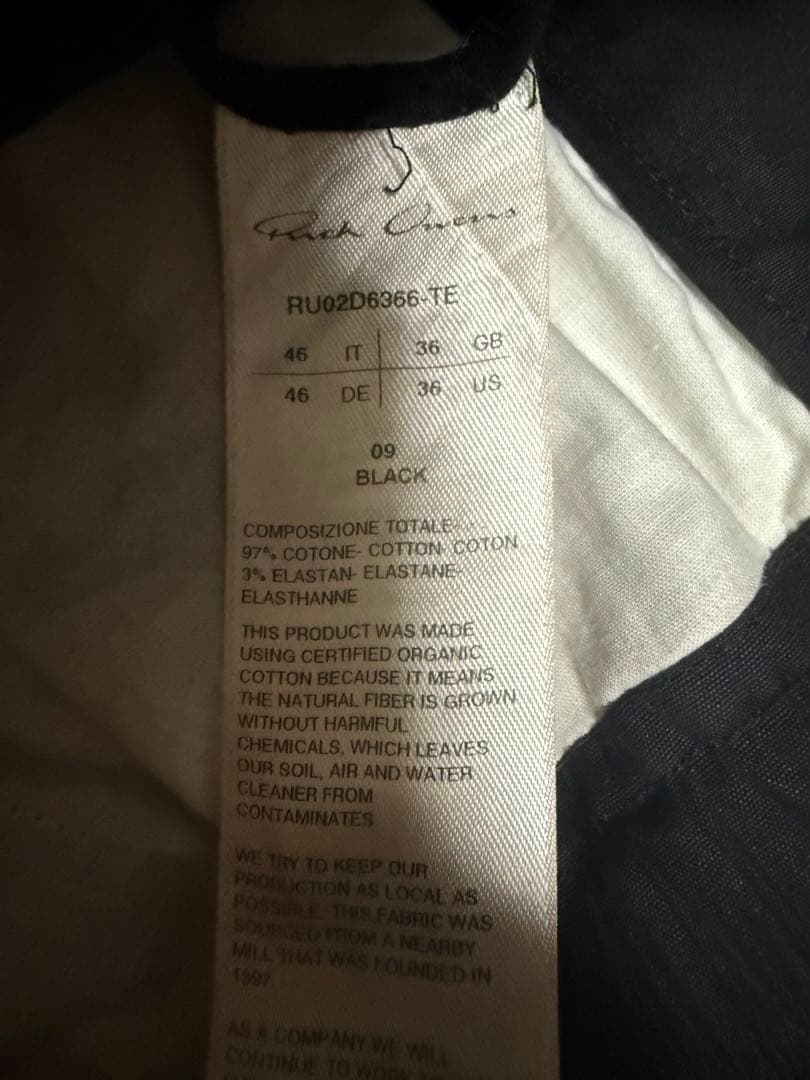 Rick Owens
RU02D6366-TE
46 IT 36 GB
46 DE 36 US
09
BLACK
COMPOSIZIONE TOTALE-
97% COTONE- COTTON- COTON
3% ELASTAN- ELASTANE-
ELASTHANNE
THIS PRODUCT WAS MADE
USING CERTIFIED ORGANIC
COTTON BECAUSE IT MEANS
THE NATURAL FIBER IS GROWN
WITHOUT HARMFUL
CHEMICALS, WHICH LEAVES
OUR SOIL, AIR AND WATER
CLEANER FROM
CONTAMINATES
WE TRY TO KEEP OUR
PRODUCTION AS LOCAL AS
POSSIBLE. THIS FABRIC WAS
SOURCED FROM A NEARBY
MILL THAT WAS FOUNDED IN
AS A COMPANY WE WILL
CONTINUE TO WORK